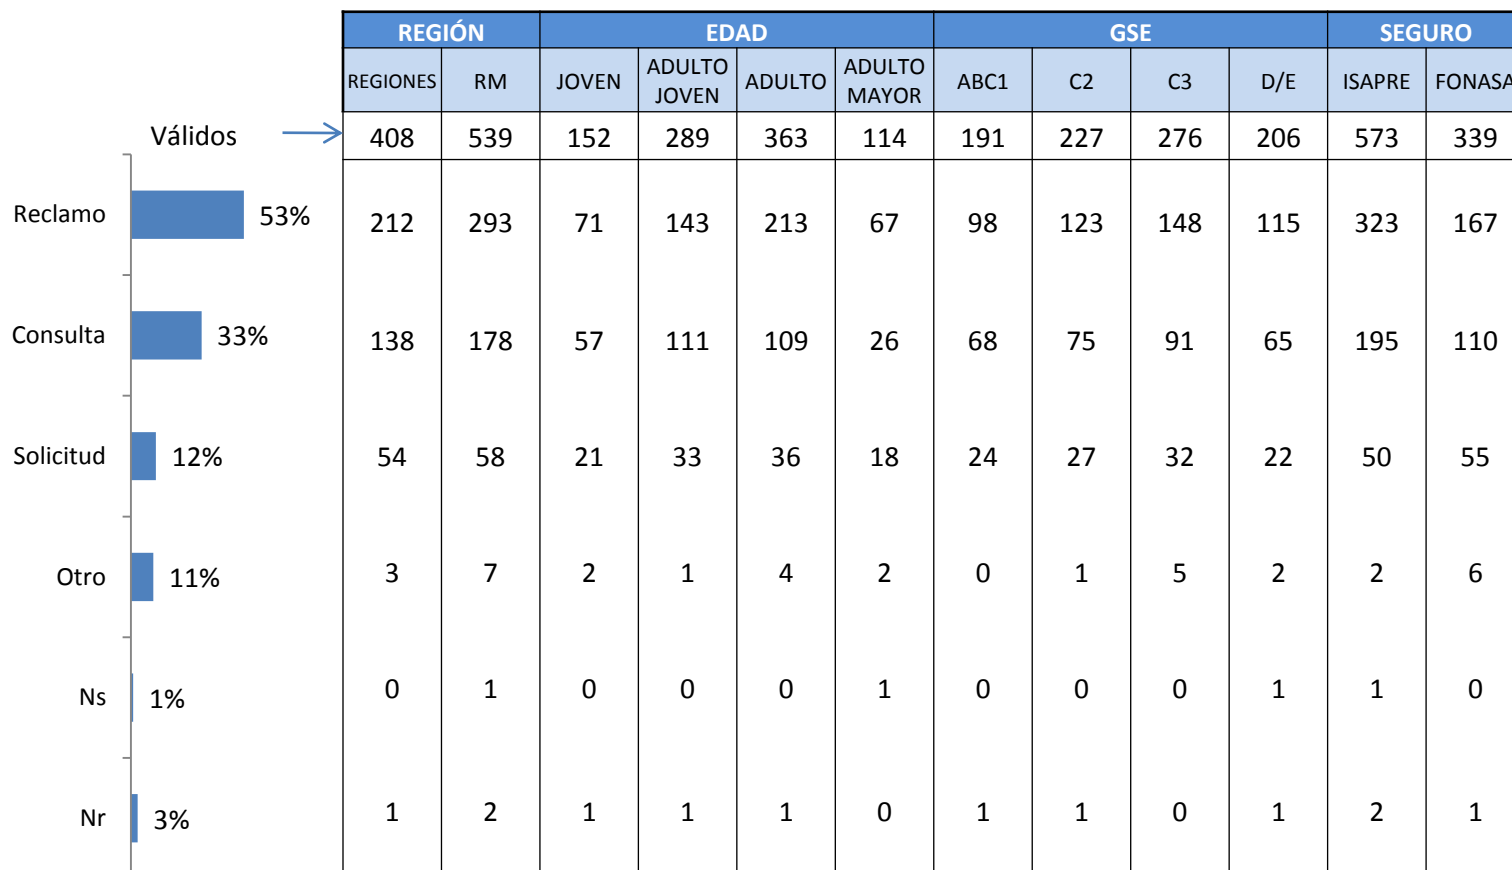 REGIÓN EDAD GSE SEGURO
REGIONES RM JOVEN ADULTO JOVEN ADULTO ADULTO MAYOR ABC1 C2 C3 D/E ISAPRE FONASA
Válidos 408 539 152 289 363 114 191 227 276 206 573 339
Reclamo 53% 212 293 71 143 213 67 98 123 148 115 323 167
Consulta 33% 138 178 57 111 109 26 68 75 91 65 195 110
Solicitud 12% 54 58 21 33 36 18 24 27 32 22 50 55
Otro 11% 3 7 2 1 4 2 0 1 5 2 2 6
Ns 1% 0 1 0 0 0 1 0 0 0 1 1 0
Nr 3% 1 2 1 1 1 0 1 1 0 1 2 1